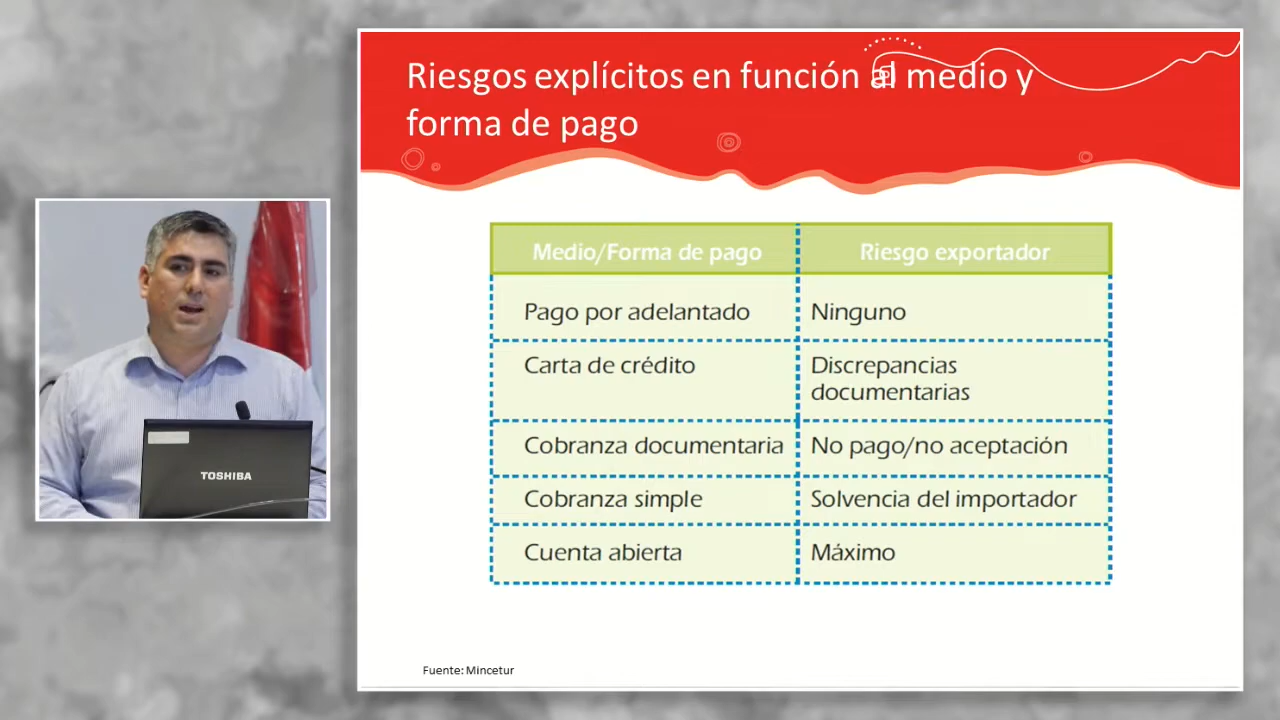 Riesgos explícitos en función al medio y
forma de pago
Medio/Forma de pago
Riesgo exportador
Pago por adelantado
Ninguno
Carta de crédito
Discrepancias
documentarias
Cobranza documentaria
No pago/no aceptación
Cobranza simple
Solvencia del importador
Cuenta abierta
Máximo
TOSHIBA
Fuente: Mincetur